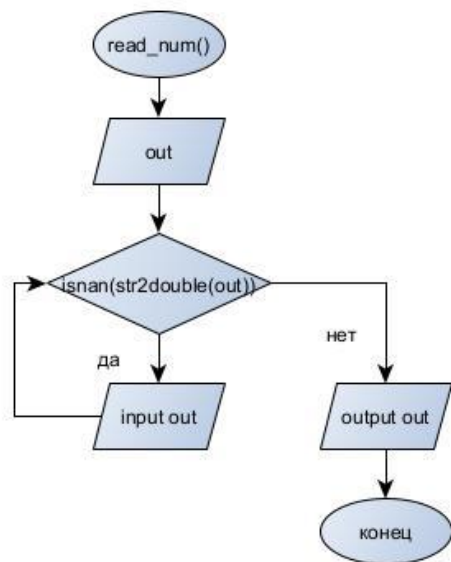 read_num()
out
isnan(str2double(out))
да
нет
input out
output out
конец